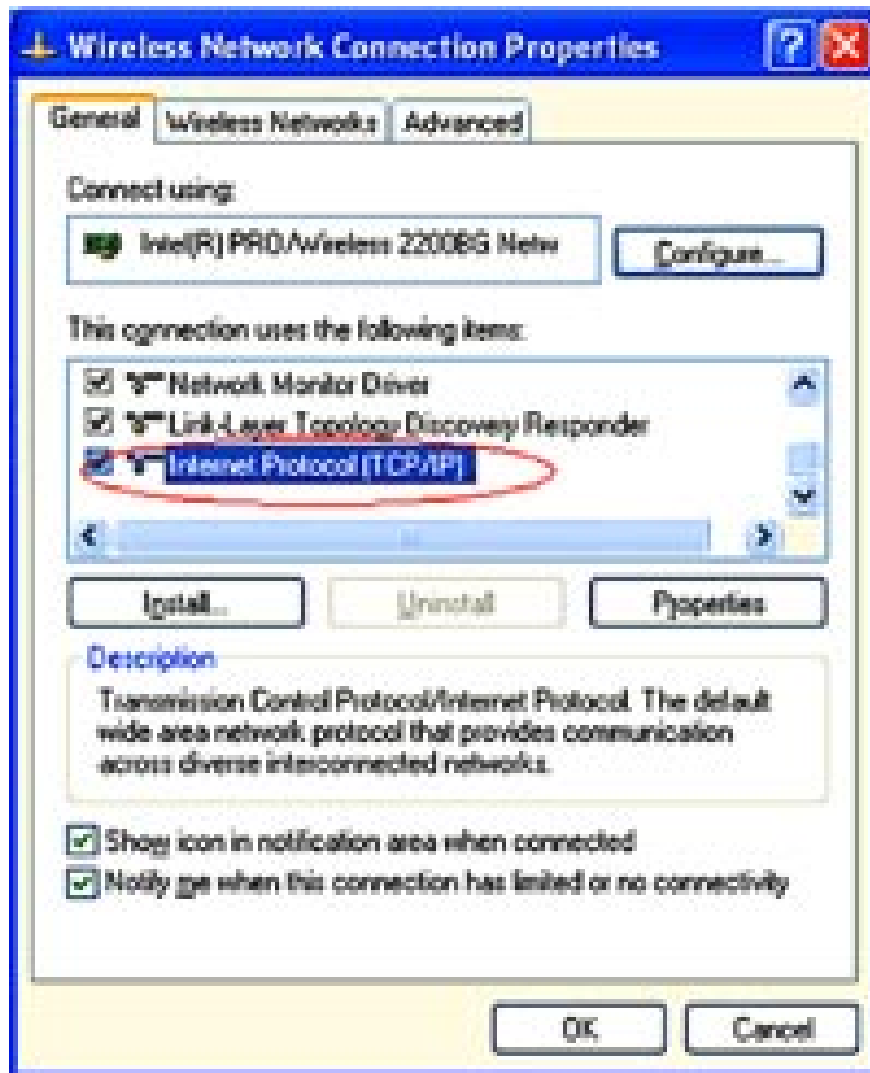 Wireless Network Connection Properties
General Wireless Networks Advanced
Connect using:
Intel(R) PRO/Wireless 2200BG Netw
Configure...
This connection uses the following items:
Network Monitor Driver
Link-Layer Topology Discovery Responder
Internet Protocol (TCP/IP)
Install... Uninstall Properties
Description
Transmission Control Protocol/Internet Protocol. The default
wide area network protocol that provides communication
across diverse interconnected networks.
Show icon in notification area when connected
Notify me when this connection has limited or no connectivity
OK Cancel